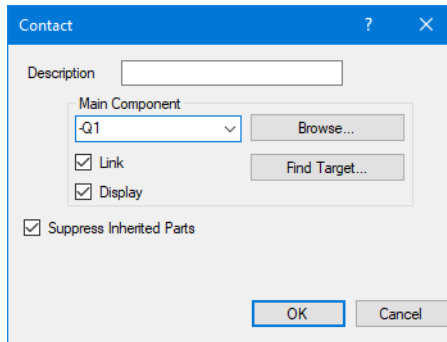 Contact
Description
Main Component
-Q1
Browse...
Link
Find Target...
Display
Suppress Inherited Parts
OK
Cancel